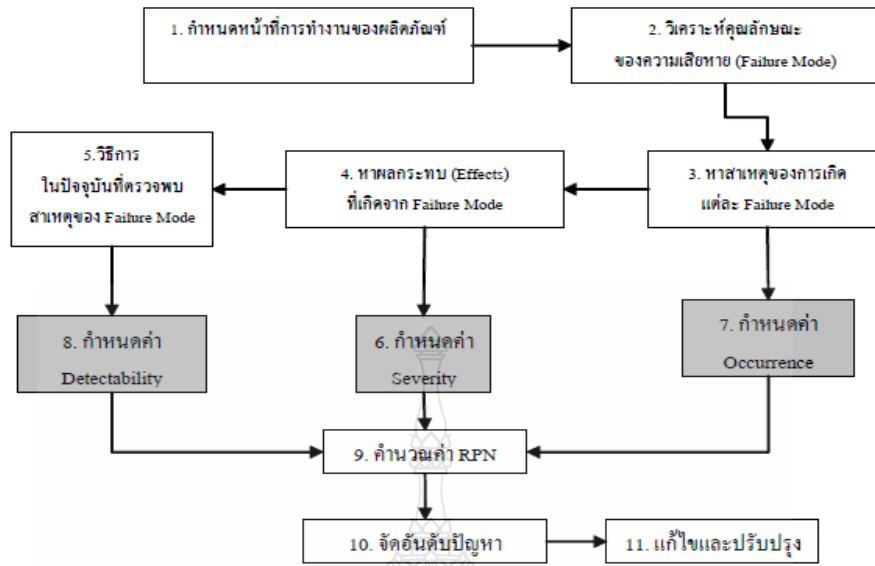 1. กำหนดหน้าที่การทำงานของผลิตภัณฑ์
2. วิเคราะห์คุณลักษณะ
ของความเสียหาย (Failure Mode)
3. หาสาเหตุของการเกิด
แต่ละ Failure Mode
4. หาผลกระทบ (Effects)
ที่เกิดจาก Failure Mode
5.วิธีการ
ในปัจจุบันที่ตรวจพบ
สาเหตุของ Failure Mode
6. กำหนดค่า
Severity
7. กำหนดค่า
Occurrence
8. กำหนดค่า
Detectability
9. คำนวณค่า RPN
10. จัดอันดับปัญหา
11. แก้ไขและปรับปรุง